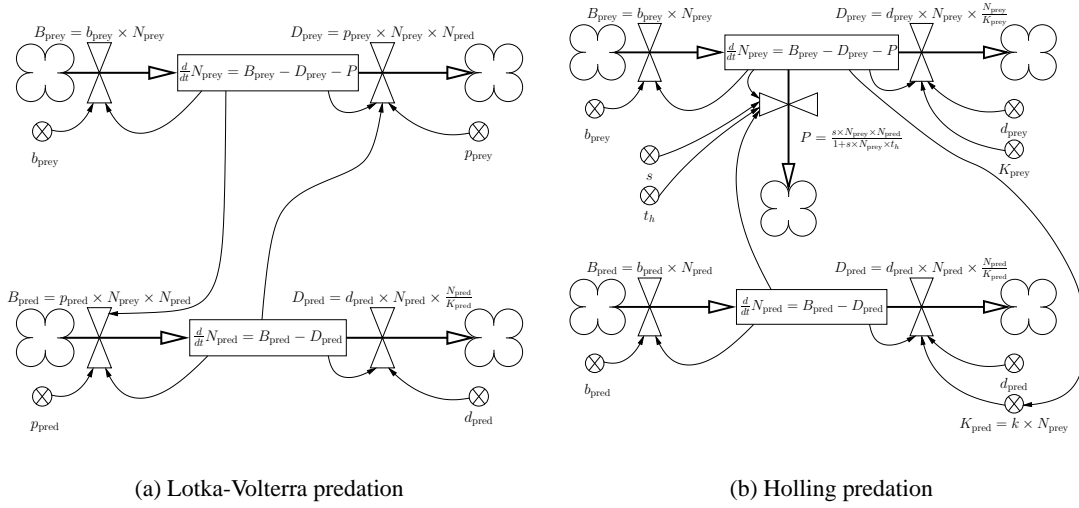 B_prey = b_prey × N_prey
D_prey = p_prey × N_prey × N_pred
d/dt N_prey = B_prey − D_prey − P
b_prey
p_prey
B_pred = p_pred × N_prey × N_pred
D_pred = d_pred × N_pred × N_pred/K_pred
d/dt N_pred = B_pred − D_pred
p_pred
d_pred
(a) Lotka-Volterra predation
B_prey = b_prey × N_prey
D_prey = d_prey × N_prey × N_prey/K_prey
d/dt N_prey = B_prey − D_prey − P
b_prey
d_prey
P = s×N_prey×N_pred/1+s×N_prey×t_h
s
K_prey
t_h
B_pred = b_pred × N_pred
D_pred = d_pred × N_pred × N_pred/K_pred
d/dt N_pred = B_pred − D_pred
b_pred
d_pred
K_pred = k × N_prey
(b) Holling predation